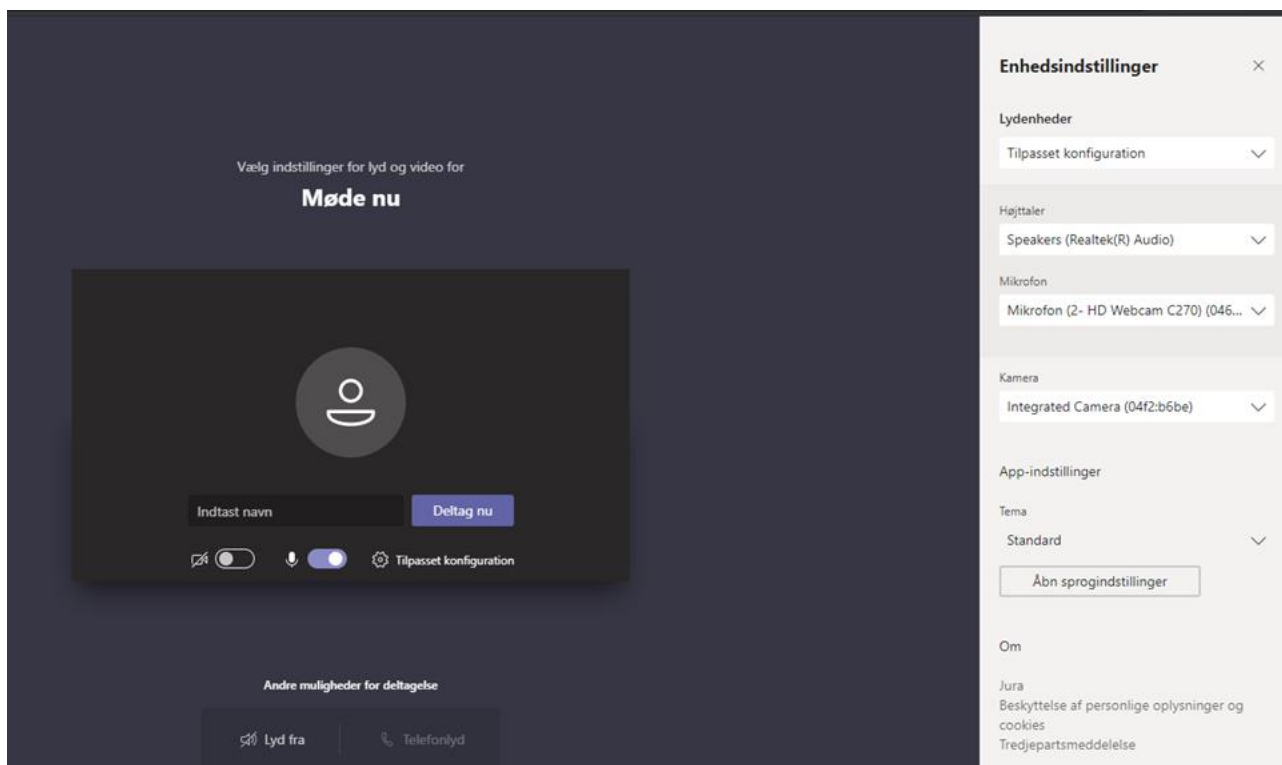 Vælg indstillinger for lyd og video for
Møde nu
Indtast navn
Deltag nu
Tilpasset konfiguration
Andre muligheder for deltagelse
Lyd fra
Telefonlyd
Enhedsindstillinger
Lydenheder
Tilpasset konfiguration
Højttaler
Speakers (Realtek(R) Audio)
Mikrofon
Mikrofon (2- HD Webcam C270) (046...
Kamera
Integrated Camera (04f2:b6be)
App-indstillinger
Tema
Standard
Åbn sprogindstillinger
Om
Jura
Beskyttelse af personlige oplysninger og
cookies
Tredjepartsmeddelelse